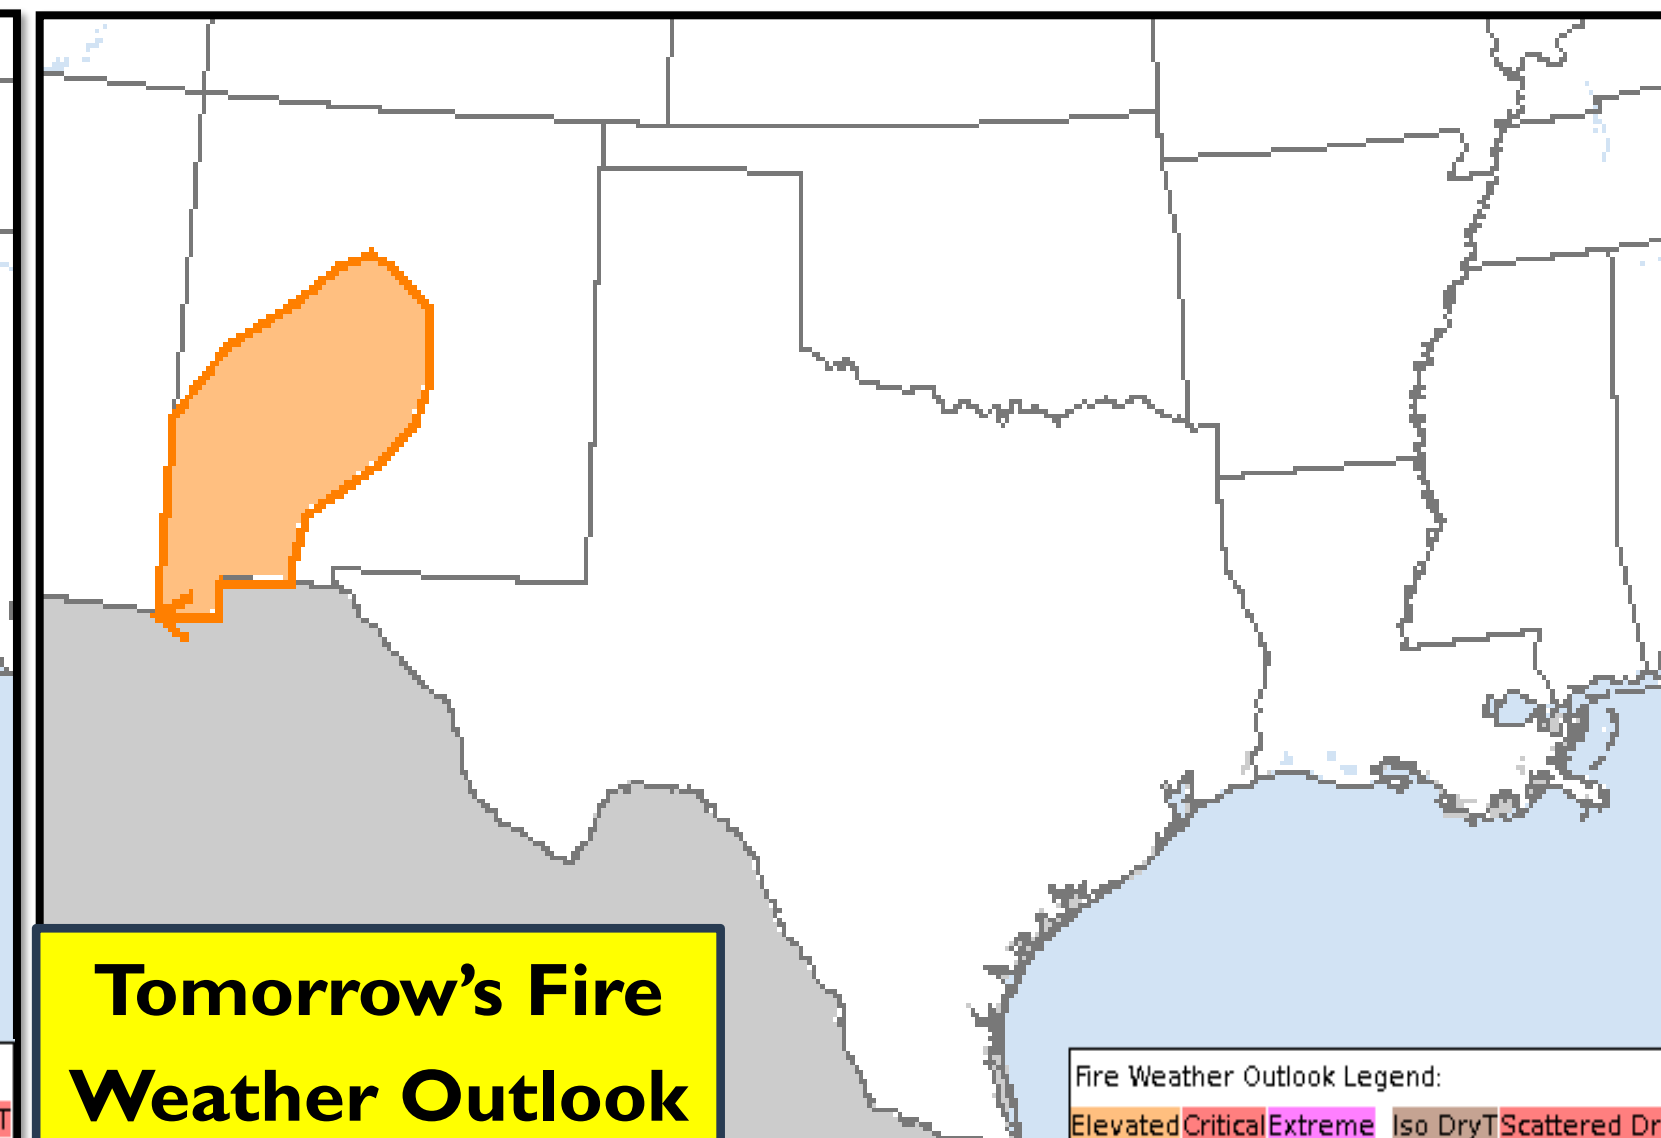 Tomorrow’s Fire
Weather Outlook
Fire Weather Outlook Legend:
Elevated Critical Extreme Iso DryT Scattered Dr
T